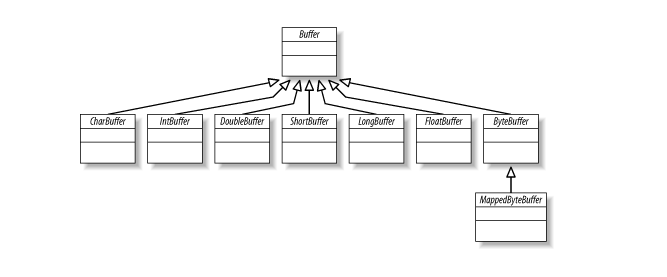 Buffer
CharBuffer IntBuffer DoubleBuffer ShortBuffer LongBuffer FloatBuffer ByteBuffer
MappedByteBuffer